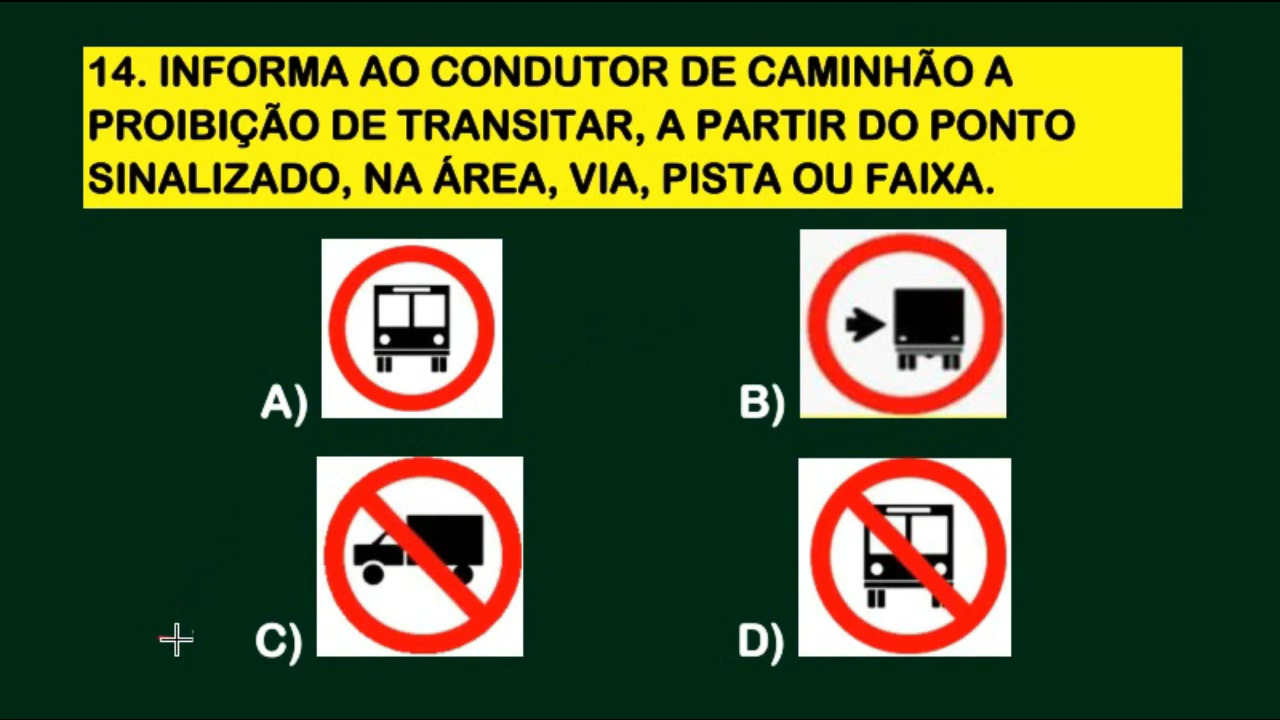 14. INFORMA AO CONDUTOR DE CAMINHÃO A
PROIBIÇÃO DE TRANSITAR, A PARTIR DO PONTO
SINALIZADO, NA ÁREA, VIA, PISTA OU FAIXA.
A)
B)
C)
D)